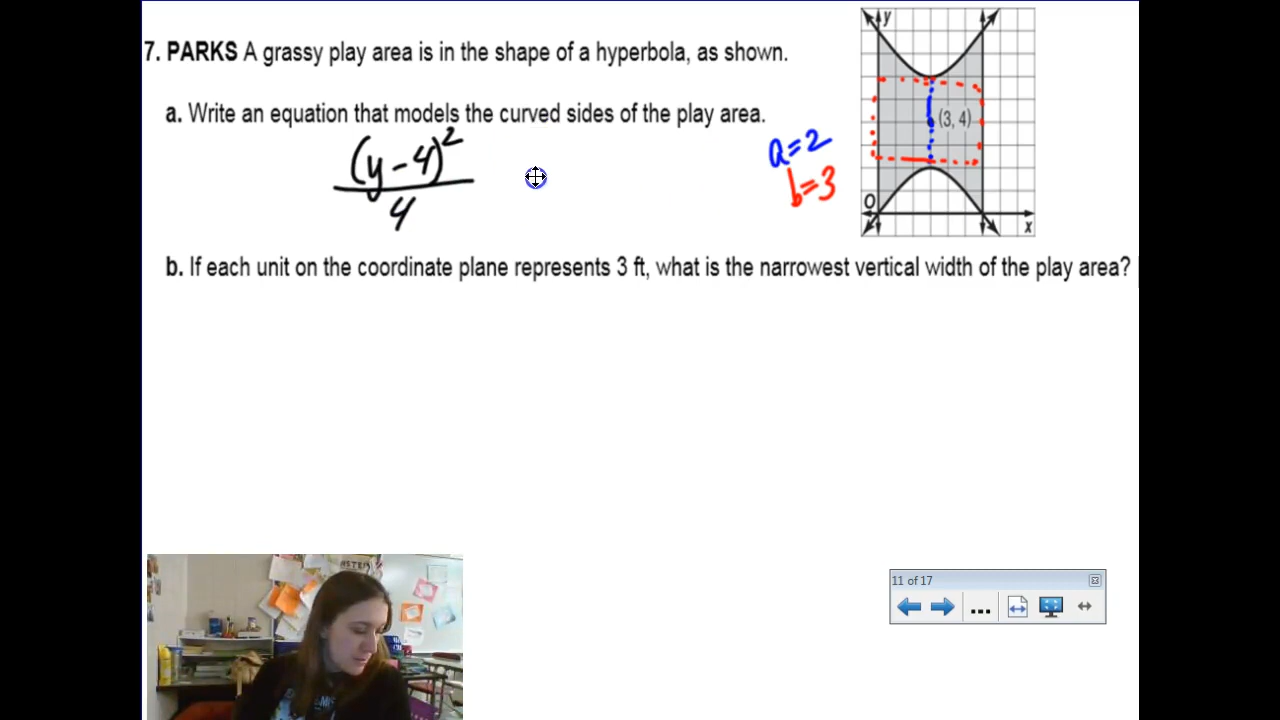 7. PARKS A grassy play area is in the shape of a hyperbola, as shown.
a. Write an equation that models the curved sides of the play area.
(y-4)²
4
a=2
b=3
y
(3, 4)
O
x
b. If each unit on the coordinate plane represents 3 ft, what is the narrowest vertical width of the play area?
11 of 17
...